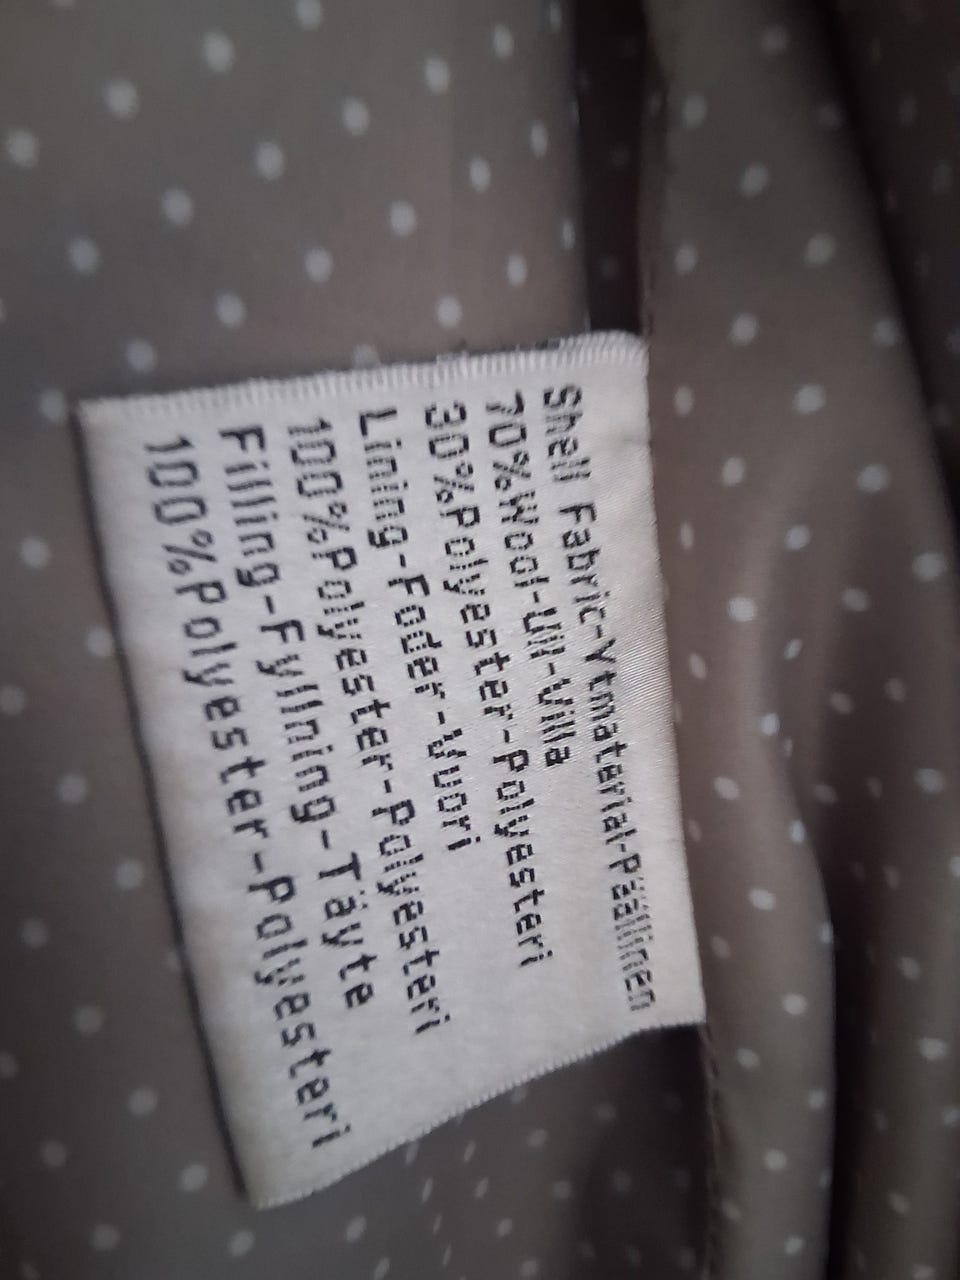 Shell Fabric-Ytmaterial-Päällinen
70%Wool-Ull-Villa
30%Polyester-Polyesteri
Lining-Foder-Vuori
100%Polyester-Polyesteri
Filling-Fyllning-Täyte
100%Polyester-Polyesteri